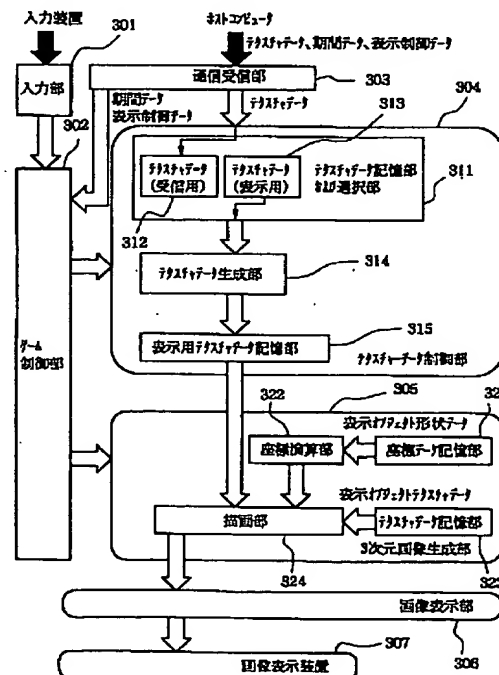 入力装置
ホストコンピュータ
テクスチャデータ、期間データ、表示制御データ
301
入力部
通信受信部
303
302
期間データ
表示制御データ
テクスチャデータ
313
304
テクスチャデータ
(受信用)
テクスチャデータ
(表示用)
テクスチャデータ記憶部
および選択部
311
312
テクスチャデータ生成部
314
ゲーム
制御部
表示用テクスチャデータ記憶部
315
テクスチャーデータ制御部
305
322
表示オブジェクト形状データ
座標演算部
座標データ記憶部
表示オブジェクトテクスチャデータ
描画部
テクスチャデータ記憶部
3次元画像生成部
324
画像表示部
306
307
画像表示装置